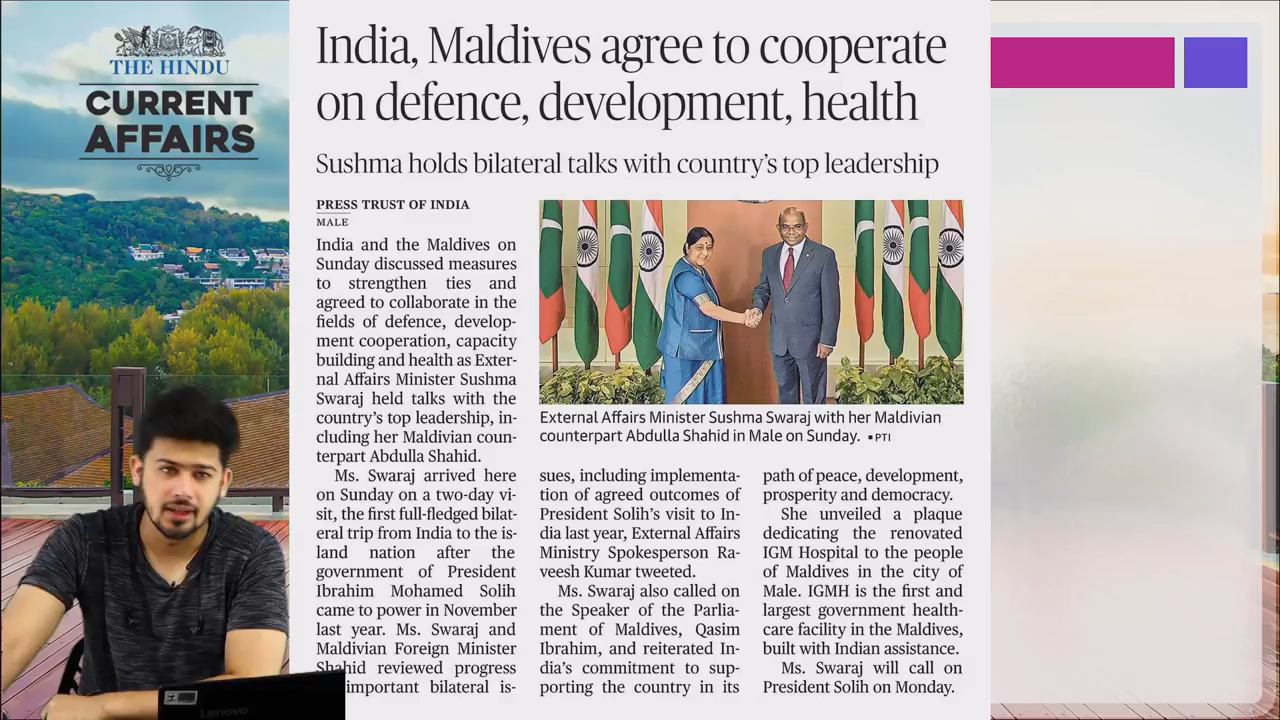 THE HINDU
CURRENT
AFFAIRS
India, Maldives agree to cooperate
on defence, development, health
Sushma holds bilateral talks with country's top leadership
PRESS TRUST OF INDIA
MALE
India and the Maldives on
Sunday discussed measures
to strengthen ties and
agreed to collaborate in the
fields of defence, develop-
ment cooperation, capacity
building and health as Exter-
nal Affairs Minister Sushma
Swaraj held talks with the
country's top leadership, in-
cluding her Maldivian coun-
terpart Abdulla Shahid.
Ms. Swaraj arrived here
on Sunday on a two-day vi-
sit, the first full-fledged bilat-
eral trip from India to the is-
land nation after the
government of President
Ibrahim Mohamed Solih
came to power in November
last year. Ms. Swaraj and
Maldivian Foreign Minister
Shahid reviewed progress
important bilateral is-
External Affairs Minister Sushma Swaraj with her Maldivian
counterpart Abdulla Shahid in Male on Sunday. ▪PTI
sues, including implementa-
tion of agreed outcomes of
President Solih's visit to In-
dia last year, External Affairs
Ministry Spokesperson Ra-
veesh Kumar tweeted.
Ms. Swaraj also called on
the Speaker of the Parlia-
ment of Maldives, Qasim
Ibrahim, and reiterated In-
dia's commitment to sup-
porting the country in its
path of peace, development,
prosperity and democracy.
She unveiled a plaque
dedicating the renovated
IGM Hospital to the people
of Maldives in the city of
Male. IGMH is the first and
largest government health-
care facility in the Maldives,
built with Indian assistance.
Ms. Swaraj will call on
President Solih on Monday.
Lenovo